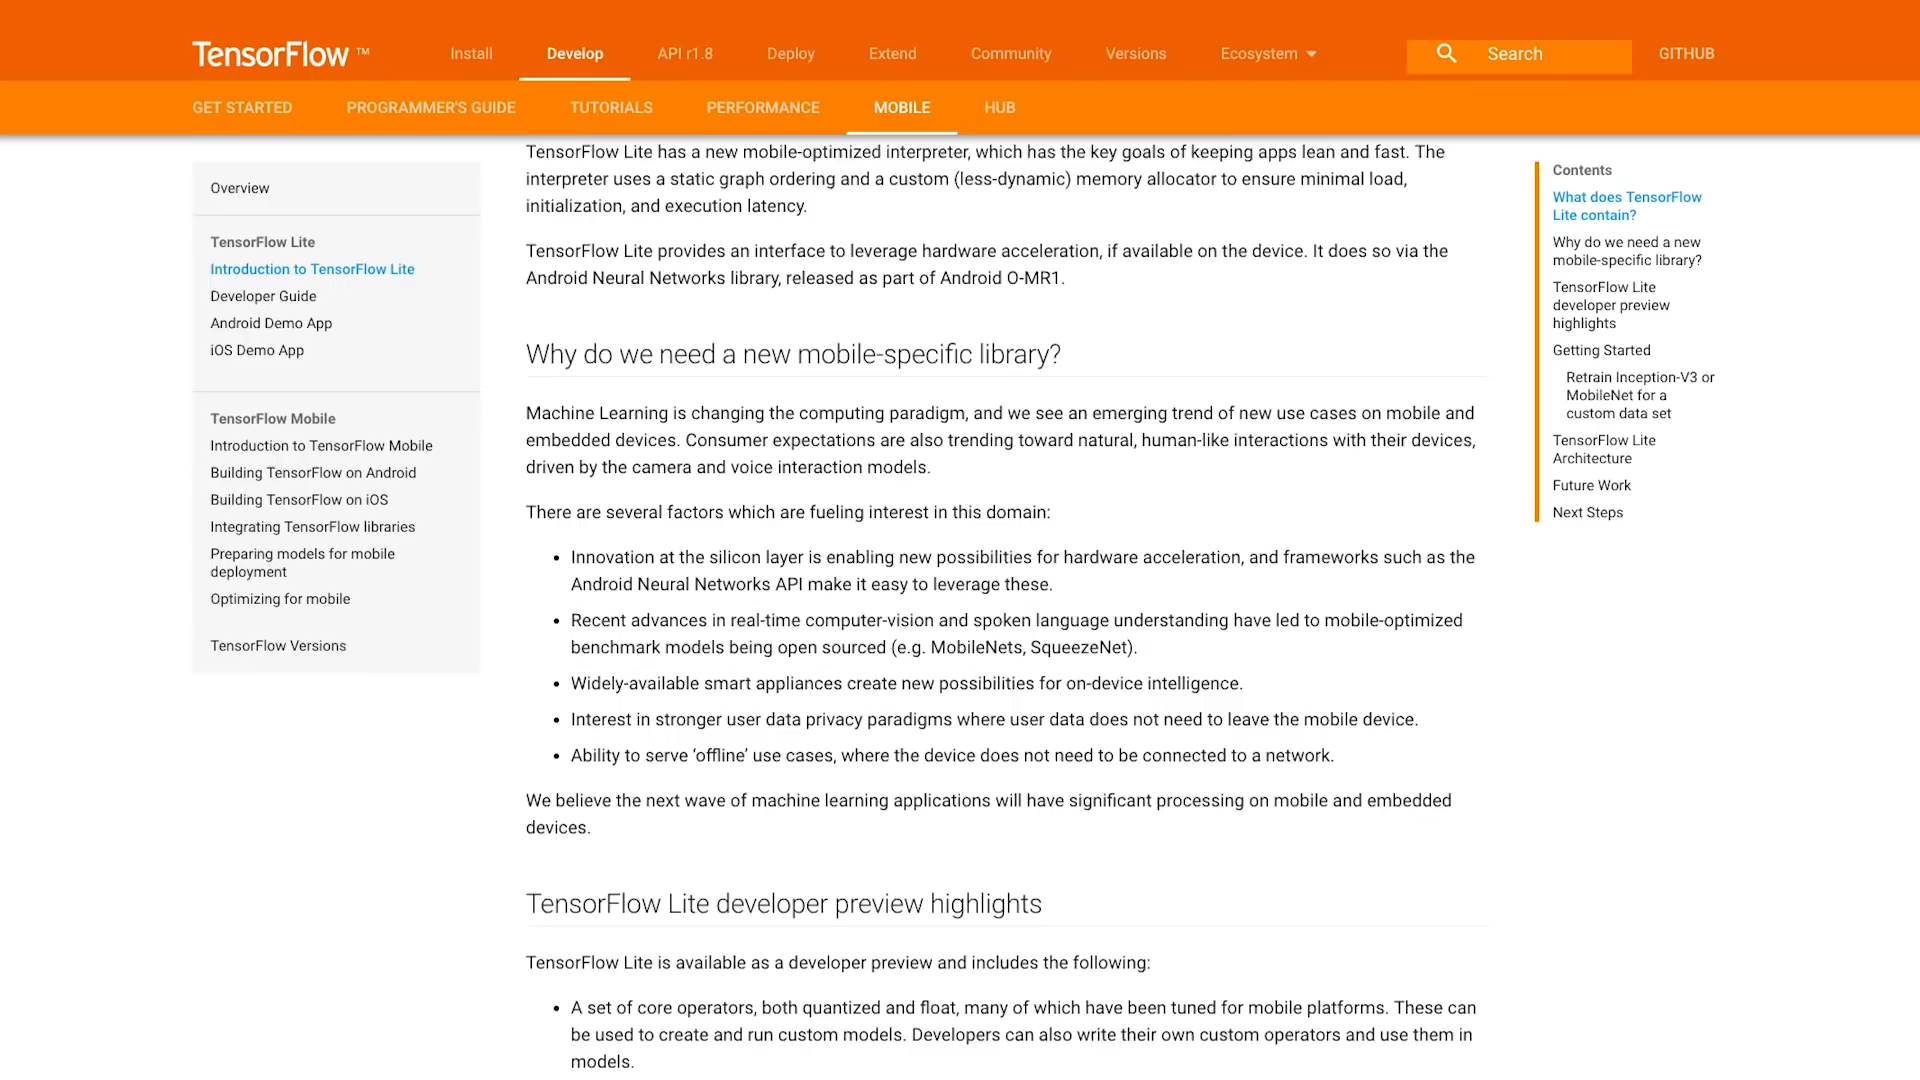 TensorFlow ™
Install
Develop
API r1.8
Deploy
Extend
Community
Versions
Ecosystem
Search
GITHUB
GET STARTED
PROGRAMMER'S GUIDE
TUTORIALS
PERFORMANCE
MOBILE
HUB
Overview
TensorFlow Lite
Introduction to TensorFlow Lite
Developer Guide
Android Demo App
iOS Demo App
TensorFlow Mobile
Introduction to TensorFlow Mobile
Building TensorFlow on Android
Building TensorFlow on iOS
Integrating TensorFlow libraries
Preparing models for mobile
deployment
Optimizing for mobile
TensorFlow Versions
TensorFlow Lite has a new mobile-optimized interpreter, which has the key goals of keeping apps lean and fast. The
interpreter uses a static graph ordering and a custom (less-dynamic) memory allocator to ensure minimal load,
initialization, and execution latency.
TensorFlow Lite provides an interface to leverage hardware acceleration, if available on the device. It does so via the
Android Neural Networks library, released as part of Android O-MR1.
Why do we need a new mobile-specific library?
Machine Learning is changing the computing paradigm, and we see an emerging trend of new use cases on mobile and
embedded devices. Consumer expectations are also trending toward natural, human-like interactions with their devices,
driven by the camera and voice interaction models.
There are several factors which are fueling interest in this domain:
• Innovation at the silicon layer is enabling new possibilities for hardware acceleration, and frameworks such as the
Android Neural Networks API make it easy to leverage these.
• Recent advances in real-time computer-vision and spoken language understanding have led to mobile-optimized
benchmark models being open sourced (e.g. MobileNets, SqueezeNet).
• Widely-available smart appliances create new possibilities for on-device intelligence.
• Interest in stronger user data privacy paradigms where user data does not need to leave the mobile device.
• Ability to serve ‘offline’ use cases, where the device does not need to be connected to a network.
We believe the next wave of machine learning applications will have significant processing on mobile and embedded
devices.
TensorFlow Lite developer preview highlights
TensorFlow Lite is available as a developer preview and includes the following:
• A set of core operators, both quantized and float, many of which have been tuned for mobile platforms. These can
be used to create and run custom models. Developers can also write their own custom operators and use them in
models.
Contents
What does TensorFlow
Lite contain?
Why do we need a new
mobile-specific library?
TensorFlow Lite
developer preview
highlights
Getting Started
Retrain Inception-V3 or
MobileNet for a
custom data set
TensorFlow Lite
Architecture
Future Work
Next Steps